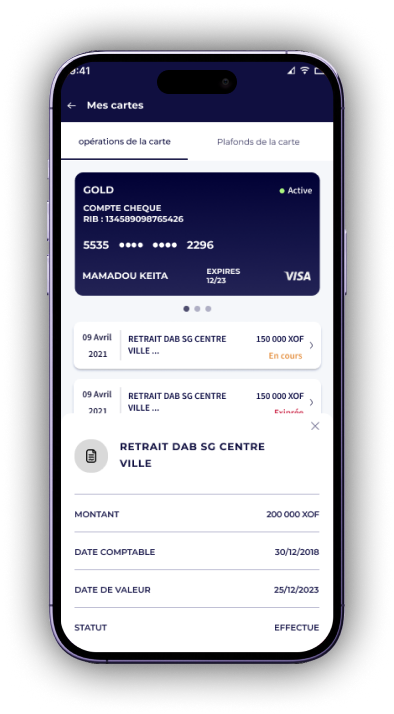 9:41
Mes cartes
opérations de la carte Plafonds de la carte
GOLD Active
COMPTE CHEQUE
RIB : 134589098765426
5535 •••• •••• 2296
MAMADOU KEITA EXPIRES
12/23
VISA
09 Avril
2021
RETRAIT DAB SG CENTRE
VILLE ...
150 000 XOF
En cours
09 Avril
2021
RETRAIT DAB SG CENTRE
VILLE ...
150 000 XOF
RETRAIT DAB SG CENTRE
VILLE
MONTANT 200 000 XOF
DATE COMPTABLE 30/12/2018
DATE DE VALEUR 25/12/2023
STATUT EFFECTUE